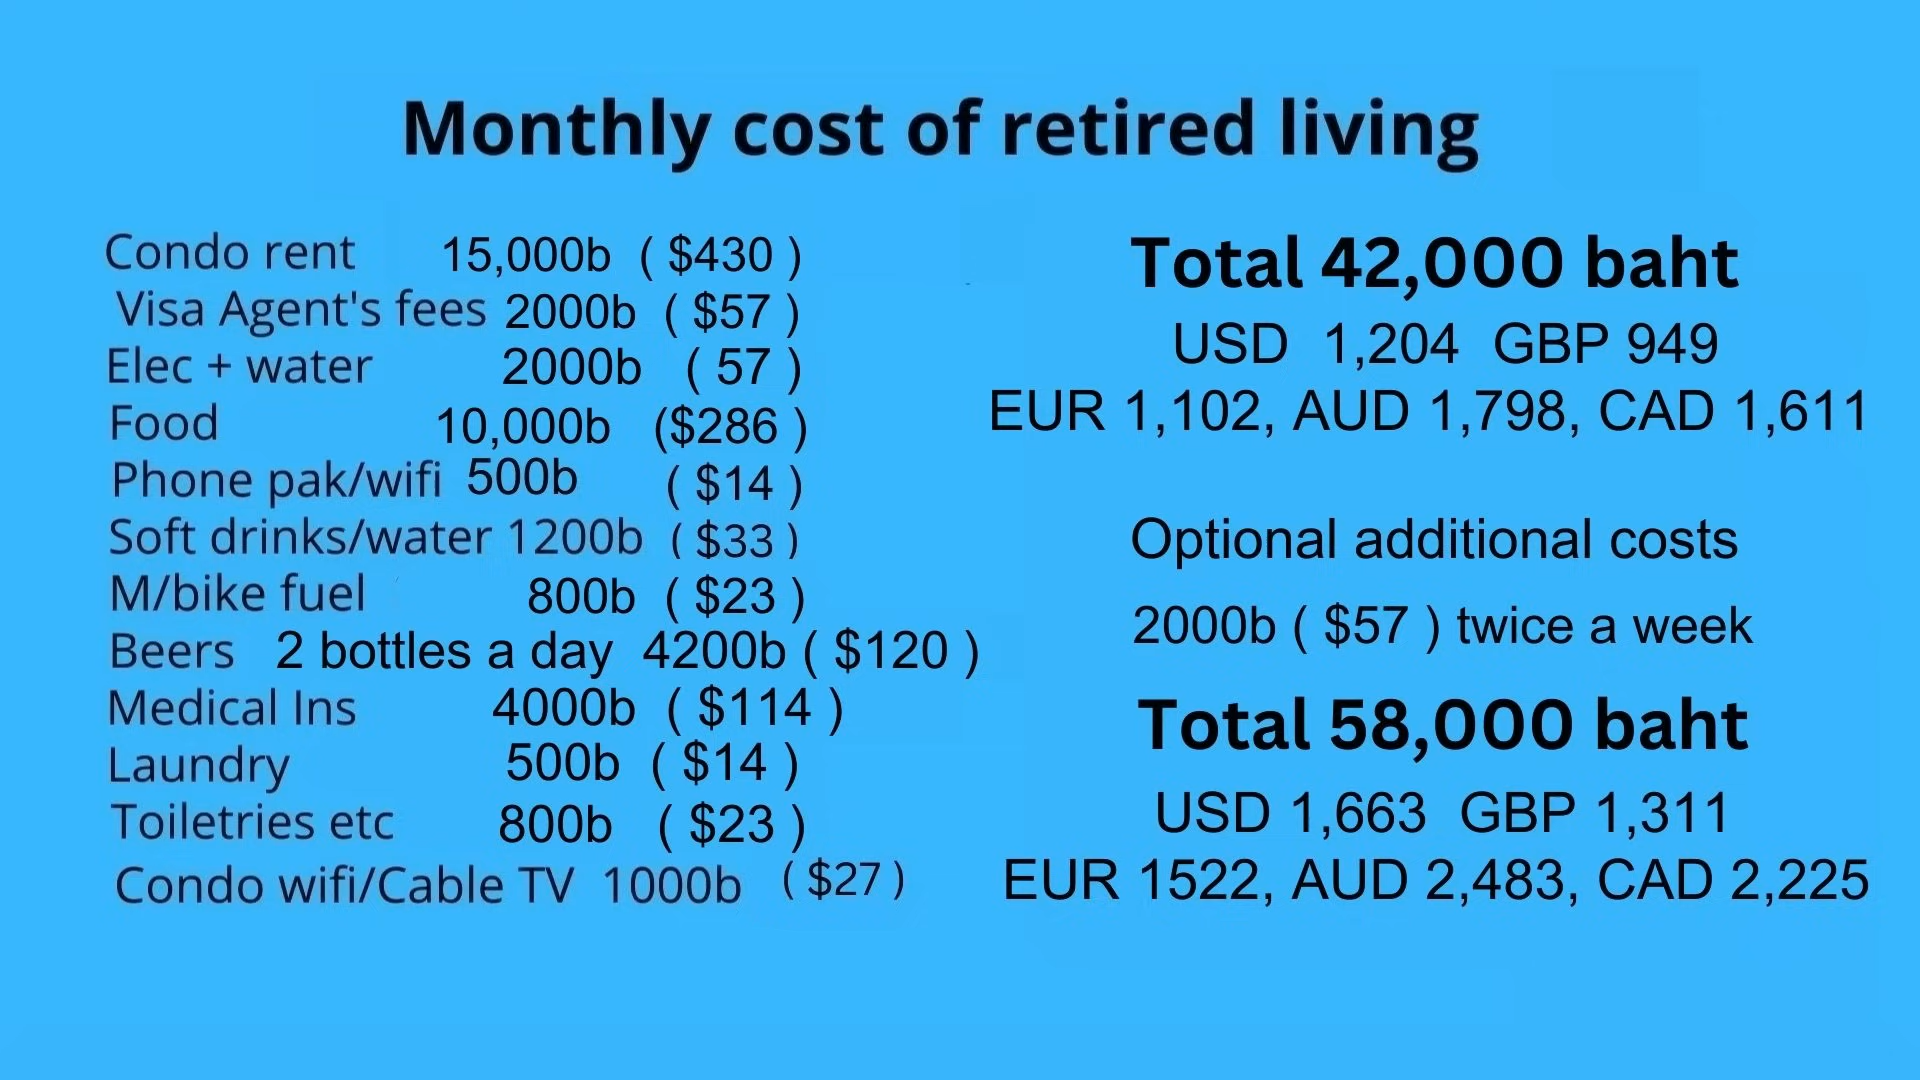 Monthly cost of retired living
Condo rent 15,000b ( $430 )
Visa Agent's fees 2000b ( $57 )
Elec + water 2000b ( 57 )
Food 10,000b ($286 )
Phone pak/wifi 500b ( $14 )
Soft drinks/water 1200b ( $33 )
M/bike fuel 800b ( $23 )
Beers 2 bottles a day 4200b ( $120 )
Medical Ins 4000b ( $114 )
Laundry 500b ( $14 )
Toiletries etc 800b ( $23 )
Condo wifi/Cable TV 1000b ( $27 )
Total 42,000 baht
USD 1,204 GBP 949
EUR 1,102, AUD 1,798, CAD 1,611
Optional additional costs
2000b ( $57 ) twice a week
Total 58,000 baht
USD 1,663 GBP 1,311
EUR 1522, AUD 2,483, CAD 2,225